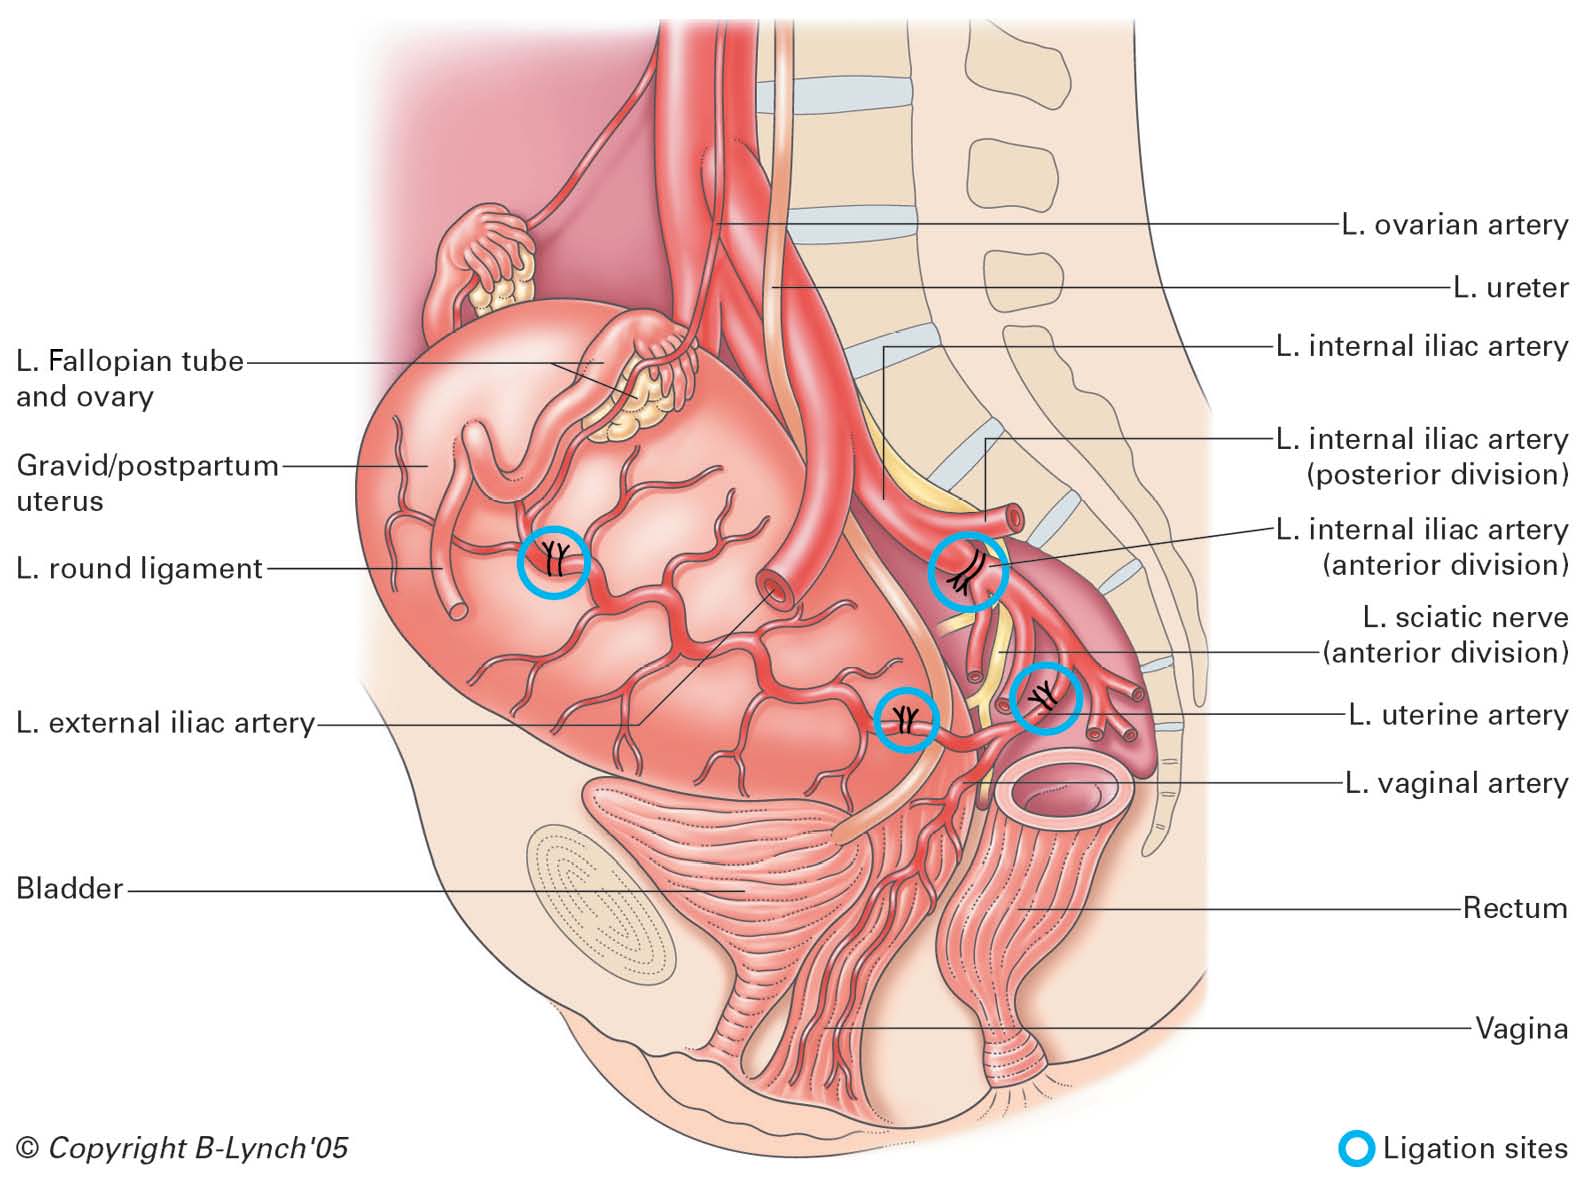 L. Fallopian tube
and ovary
Gravid/postpartum
uterus
L. round ligament
L. external iliac artery
Bladder
L. ovarian artery
L. ureter
L. internal iliac artery
L. internal iliac artery
(posterior division)
L. internal iliac artery
(anterior division)
L. sciatic nerve
(anterior division)
L. uterine artery
L. vaginal artery
Rectum
Vagina
© Copyright B-Lynch'05
Ligation sites